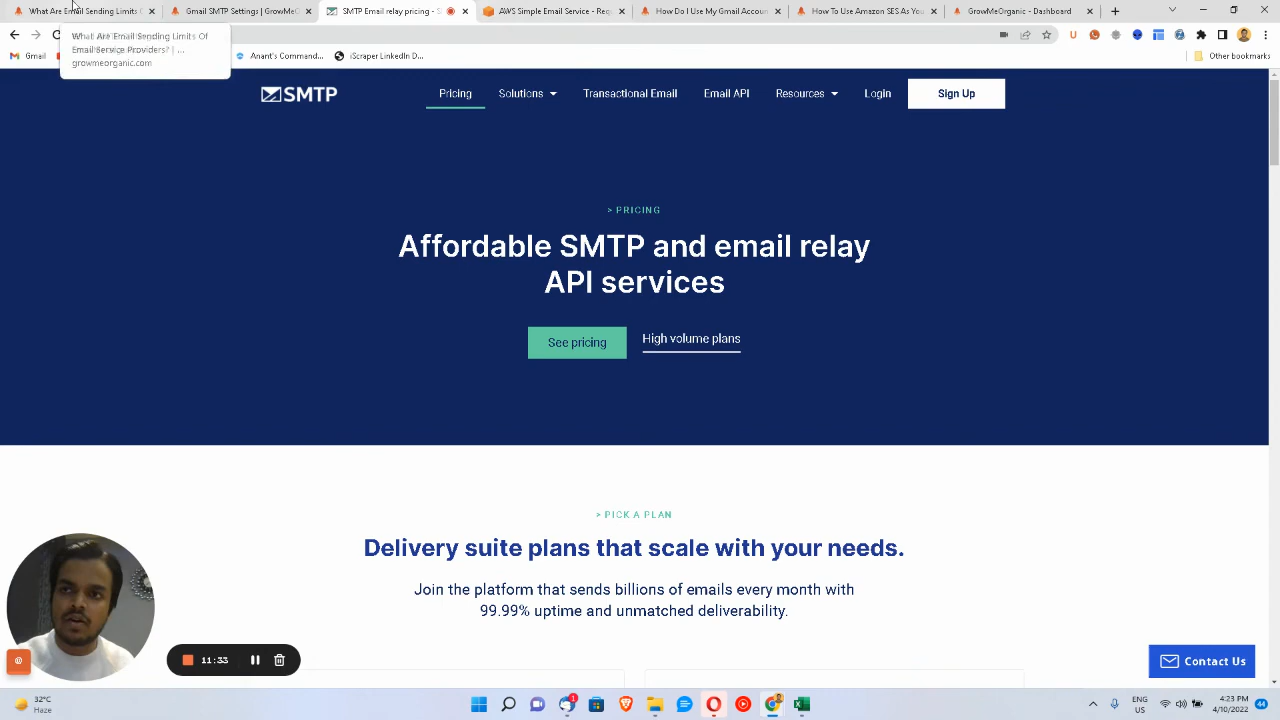 What Are Email Sending Limits
Gmail SMTP Settings | GrowMeO
SMTP Email relay pricing - S
AWS Simple Email Service (SES)
How Do I Use My Gmail Accou
How To Use Amazon SES As Yo
GrowMeOrganic - Dashboard
What Are Email Sending Limits Of
Email Service Providers? | ...
growmeorganic.com
Gmail
Anant's Command...
iScraper LinkedIn D...
Other bookmarks
SMTP
Pricing
Solutions
Transactional Email
Email API
Resources
Login
Sign Up
> PRICING
Affordable SMTP and email relay
API services
See pricing
High volume plans
> PICK A PLAN
Delivery suite plans that scale with your needs.
Join the platform that sends billions of emails every month with
99.99% uptime and unmatched deliverability.
11:33
Contact Us
32°C
Haze
ENG
US
4:23 PM
4/10/2022
44